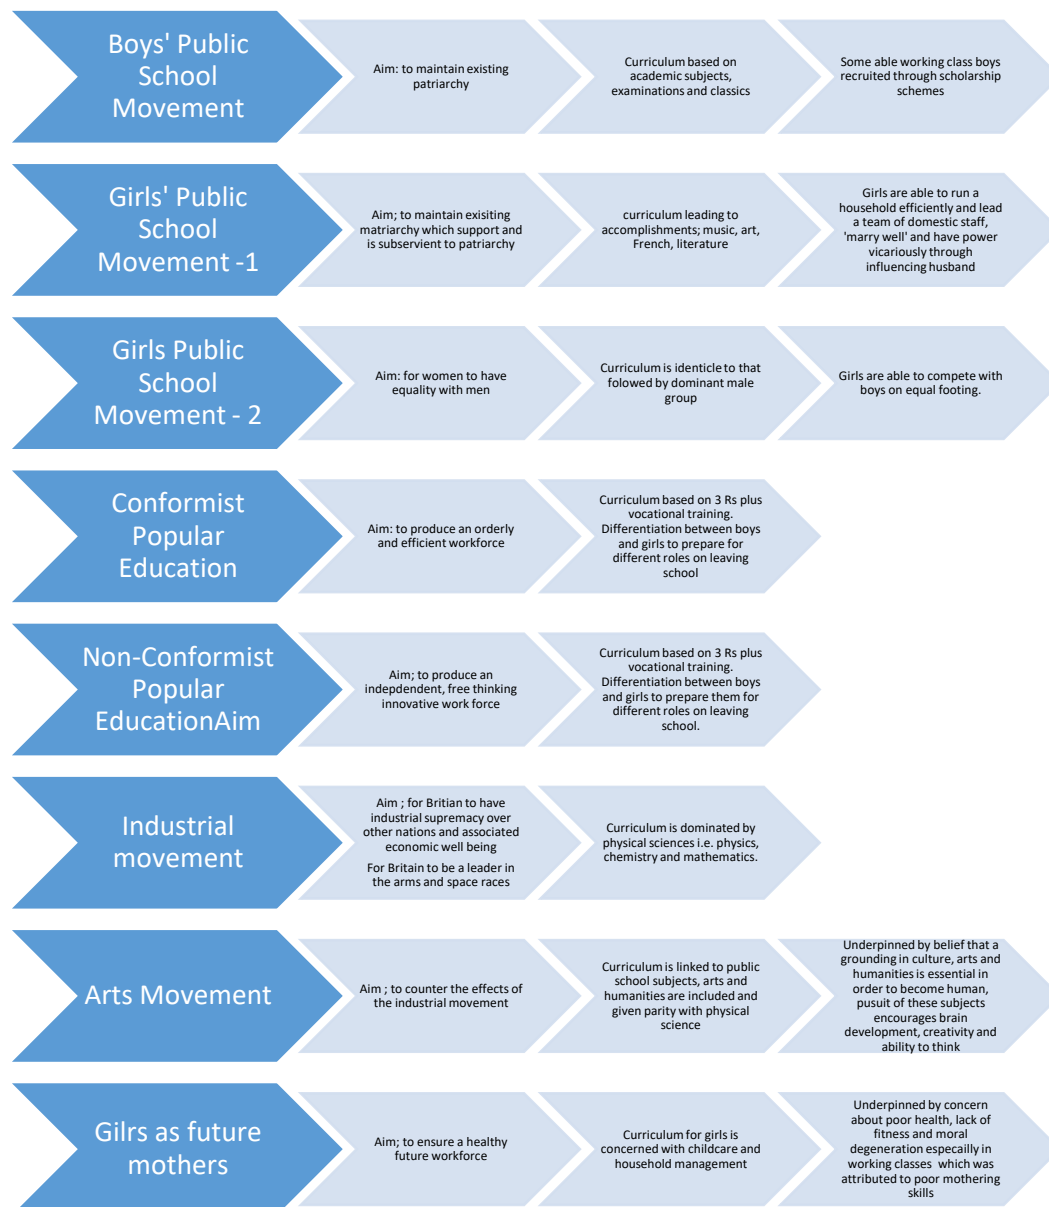 Boys' Public
School
Movement
Aim: to maintain existing
patriarchy
Curriculum based on
academic subjects,
examinations and classics
Some able working class boys
recruited through scholarship
schemes
Girls' Public
School
Movement -1
Aim; to maintain exisiting
matriarchy which support and
is subservient to patriarchy
curriculum leading to
accomplishments; music, art,
French, literature
Girls are able to run a
household efficiently and lead
a team of domestic staff,
'marry well' and have power
vicariously through
influencing husband
Girls Public
School
Movement - 2
Aim: for women to have
equality with men
Curriculum is identicle to that
folowed by dominant male
group
Girls are able to compete with
boys on equal footing.
Conformist
Popular
Education
Aim: to produce an orderly
and efficient workforce
Curriculum based on 3 Rs plus
vocational training.
Differentiation between boys
and girls to prepare for
different roles on leaving
school
Non-Conformist
Popular
EducationAim
Aim; to produce an
indepdendent, free thinking
innovative work force
Curriculum based on 3 Rs plus
vocational training.
Differentiation between boys
and girls to prepare them for
different roles on leaving
school.
Industrial
movement
Aim ; for Britian to have
industrial supremacy over
other nations and associated
economic well being
For Britain to be a leader in
the arms and space races
Curriculum is dominated by
physical sciences i.e. physics,
chemistry and mathematics.
Arts Movement
Aim ; to counter the effects of
the industrial movement
Curriculum is linked to public
school subjects, arts and
humanities are included and
given parity with physical
science
Underpinned by belief that a
grounding in culture, arts and
humanities is essential in
order to become human,
pusuit of these subjects
encourages brain
development, creativity and
ability to think
Gilrs as future
mothers
Aim; to ensure a healthy
future workforce
Curriculum for girls is
concerned with childcare and
household management
Underpinned by concern
about poor health, lack of
fitness and moral
degeneration especailly in
working classes  which was
attributed to poor mothering
skills